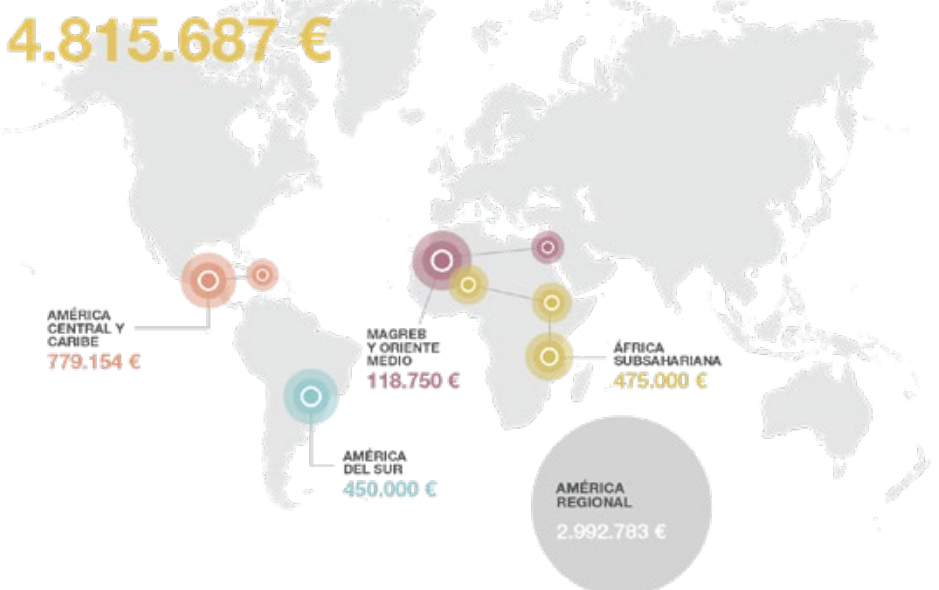 4.815.687 €
AMÉRICA
CENTRAL Y
CARIBE
779.154 €
MAGREB
Y ORIENTE
MEDIO
118.750 €
ÁFRICA
SUBSAHARIANA
475.000 €
AMÉRICA
DEL SUR
450.000 €
AMÉRICA
REGIONAL
2.992.783 €